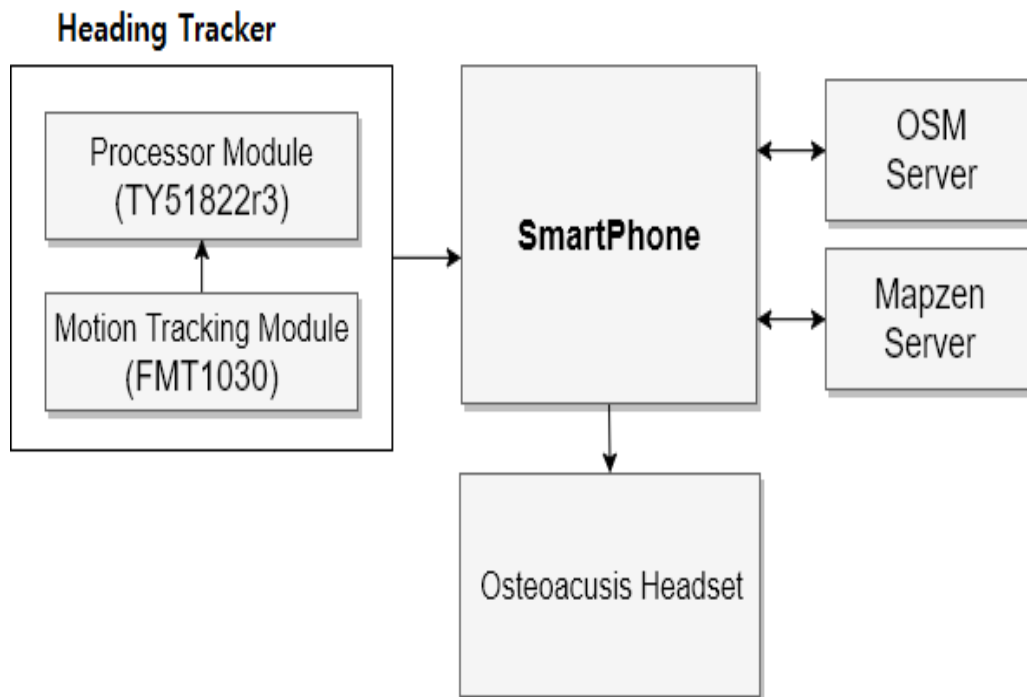 Heading Tracker
Processor Module
(TY51822r3)
Motion Tracking Module
(FMT1030)
SmartPhone
OSM
Server
Mapzen
Server
Osteoacusis Headset